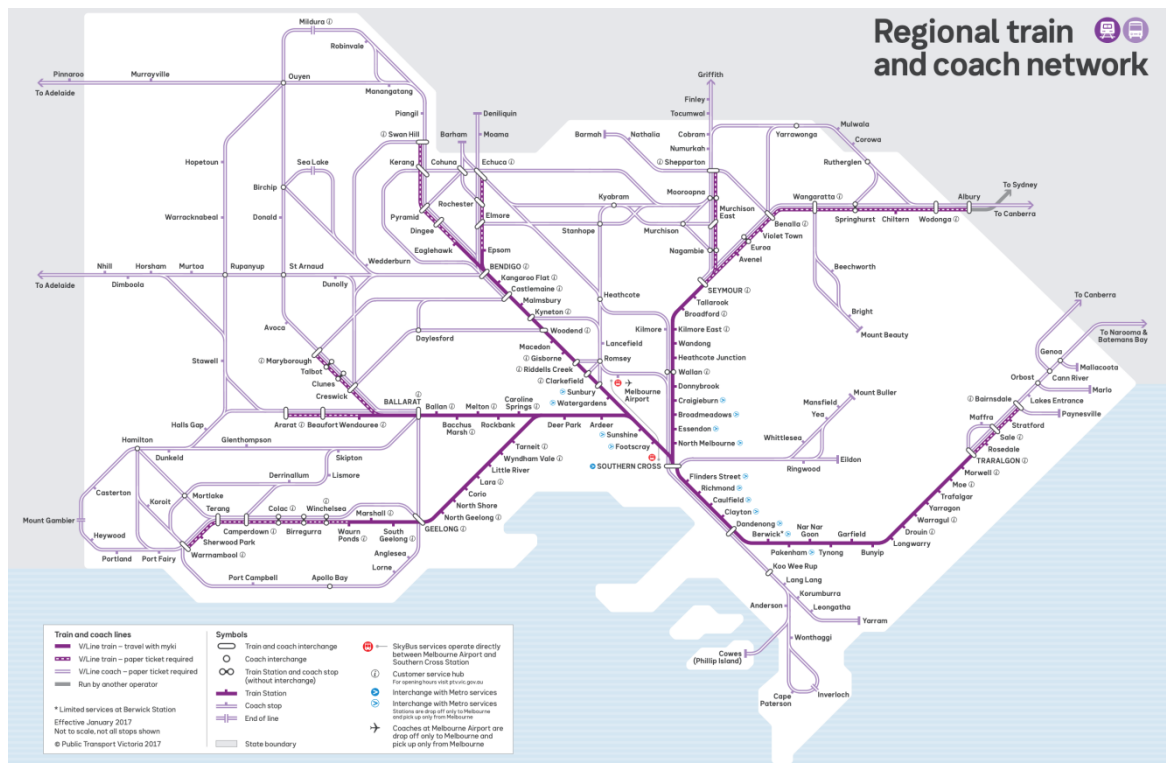 Regional train
and coach network
Mildura
Robinvale
Pinnaroo
Murrayville
Ouyen
To Adelaide
Manangatang
Griffith
Piangil
Finley
Tocumwal
Deniliquin
Moama
Barham
Barmah
Nathalia
Cobram
Numurkah
Yarrawonga
Mulwala
Corowa
Rutherglen
Swan Hill
Kerang
Cohuna
Echuca
Shepparton
Hopetoun
Sea Lake
Birchip
Kyabram
Mooroopna
Wangaratta
Albury
To Sydney
To Canberra
Rochester
Murchison
East
Springhurst
Chiltern
Wodonga
Warracknabeal
Donald
Pyramid
Elmore
Benalla
Dingee
Stanhope
Murchison
Violet Town
Euroa
Eaglehawk
Epsom
Nagambie
Avenel
Wedderburn
Nhill
Horsham
Murtoa
Rupanyup
St Arnaud
BENDIGO
Beechworth
To Adelaide
Dimboola
Dunolly
Kangaroo Flat
Castlemaine
SEYMOUR
Malmsbury
Heathcote
Tallarook
Kyneton
Broadford
Bright
To Canberra
Avoca
Kilmore
Kilmore East
Mount Beauty
To Narooma &
Batemans Bay
Daylesford
Woodend
Lancefield
Wandong
Macedon
Genoa
Stawell
Maryborough
Gisborne
Romsey
Heathcote Junction
Mallacoota
Talbot
Riddells Creek
Wallan
Cann River
Clunes
Clarkefield
Melbourne
Airport
Donnybrook
Orbost
Marlo
Creswick
Sunbury
Mount Buller
Lakes Entrance
BALLARAT
Watergardens
Craigieburn
Mansfield
Bairnsdale
Paynesville
Ballan
Melton
Caroline
Springs
Broadmeadows
Yea
Maffra
Stratford
Ararat
Beaufort
Wendouree
Bacchus
Marsh
Rockbank
Deer Park
Ardeer
Essendon
Sale
Halls Gap
Sunshine
North Melbourne
Whittlesea
Rosedale
Hamilton
Glenthompson
Tarneit
Footscray
TRARALGON
Dunkeld
Skipton
Wyndham Vale
SOUTHERN CROSS
Eildon
Ringwood
Morwell
Derrinallum
Lismore
Little River
Flinders Street
Moe
Casterton
Mortlake
Lara
Richmond
Trafalgar
Koroit
Terang
Colac
Winchelsea
Corio
Caulfield
Yarragon
Marshall
North Shore
Clayton
Warragul
Mount Gambier
North Geelong
Dandenong
Nar Nar
Goon
Garfield
Drouin
Heywood
Camperdown
Birregurra
Waurn
Ponds
South
Geelong
GEELONG
Berwick*
Longwarry
Sherwood Park
Pakenham
Tynong
Bunyip
Portland
Port Fairy
Warrnambool
Anglesea
Koo Wee Rup
Lorne
Lang Lang
Port Campbell
Apollo Bay
Korumburra
Anderson
Leongatha
Yarram
Wonthaggi
Cowes
(Phillip Island)
Cape
Paterson
Inverloch
Train and coach lines
V/Line train – travel with myki
V/Line train – paper ticket required
V/Line coach – paper ticket required
Run by another operator
* Limited services at Berwick Station
Effective January 2017
Not to scale, not all stops shown
© Public Transport Victoria 2017
Symbols
Train and coach interchange
Coach interchange
Train Station and coach stop
(without interchange)
Train Station
Coach stop
End of line
State boundary
SkyBus services operate directly
between Melbourne Airport and
Southern Cross Station
Customer service hub
For opening hours visit ptv.vic.gov.au
Interchange with Metro services
Interchange with Metro services
Stations are drop off only to Melbourne
and pick up only from Melbourne
Coaches at Melbourne Airport are
drop off only to Melbourne and
pick up only from Melbourne